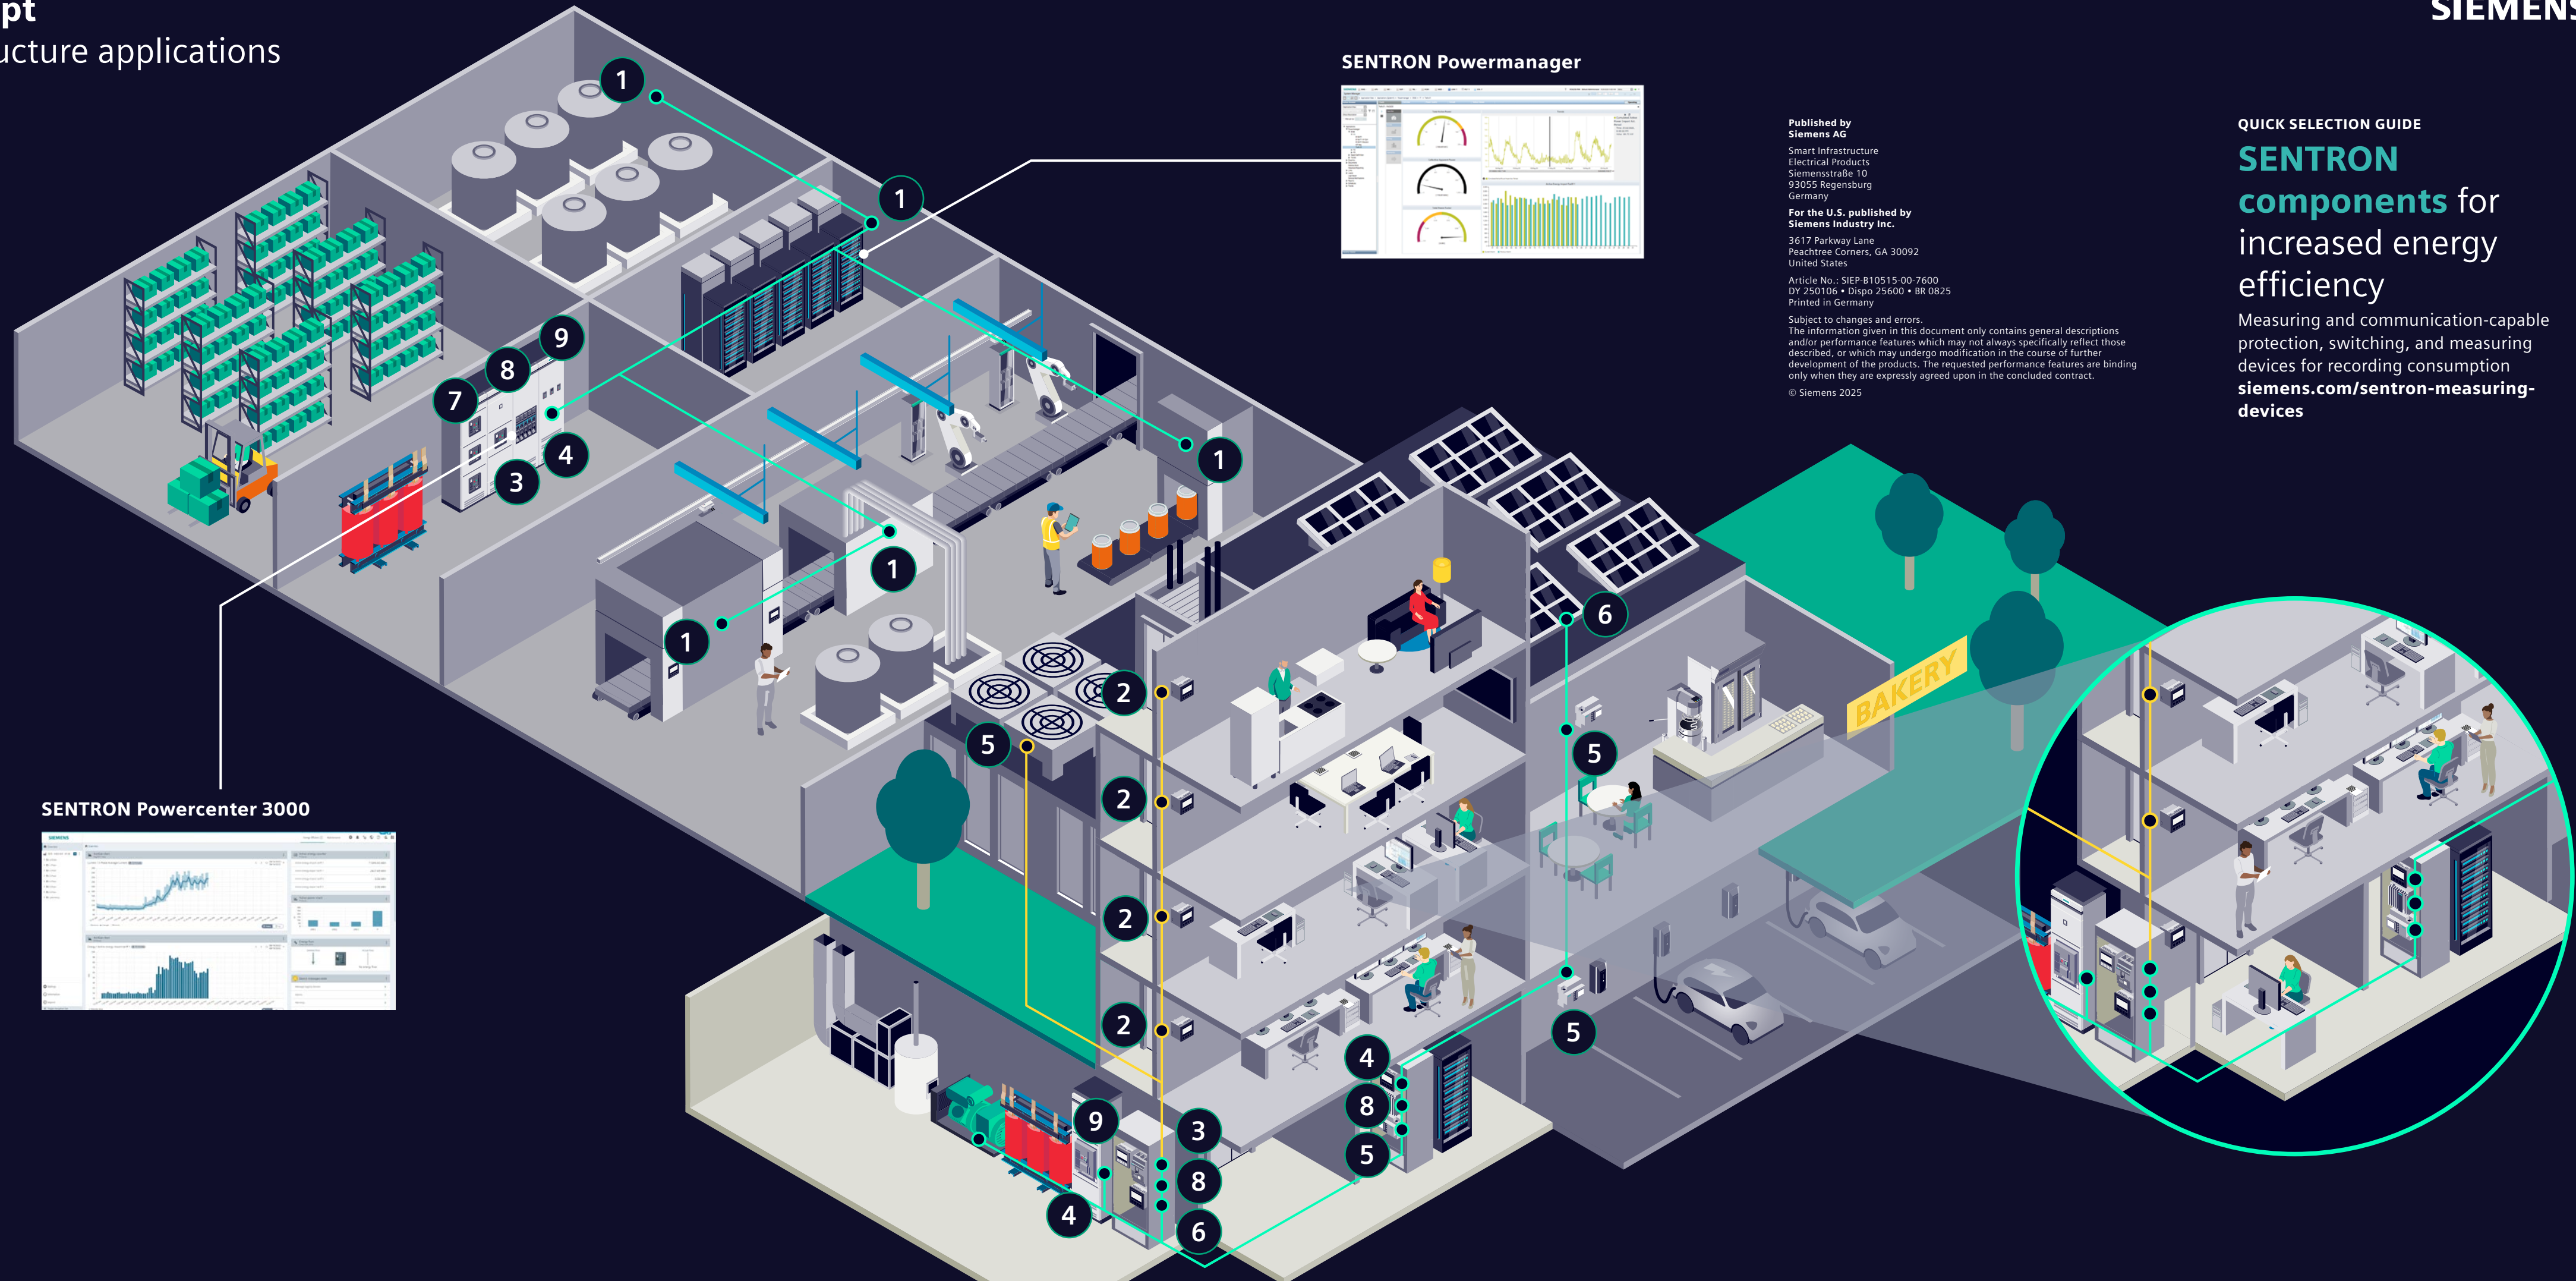 pt
ucture applications
SIEMENS
SENTRON Powermanager
Published by
Siemens AG
Smart Infrastructure
Electrical Products
Siemensstraße 10
93055 Regensburg
Germany
For the U.S. published by
Siemens Industry Inc.
3617 Parkway Lane
Peachtree Corners, GA 30092
United States
Article No.: SIEP-B10515-00-7600
DY 250106 • Dispo 25600 • BR 0825
Printed in Germany
Subject to changes and errors.
The information given in this document only contains general descriptions
and/or performance features which may not always specifically reflect those
described, or which may undergo modification in the course of further
development of the products. The requested performance features are binding
only when they are expressly agreed upon in the concluded contract.
© Siemens 2025
QUICK SELECTION GUIDE
SENTRON
components for
increased energy
efficiency
Measuring and communication-capable
protection, switching, and measuring
devices for recording consumption
siemens.com/sentron-measuring-
devices
1
1
9
8
7
4
3
1
1
1
6
BAKERY
2
5
5
2
2
2
5
4
8
5
9
3
8
4
6
SENTRON Powercenter 3000
SIEMENS